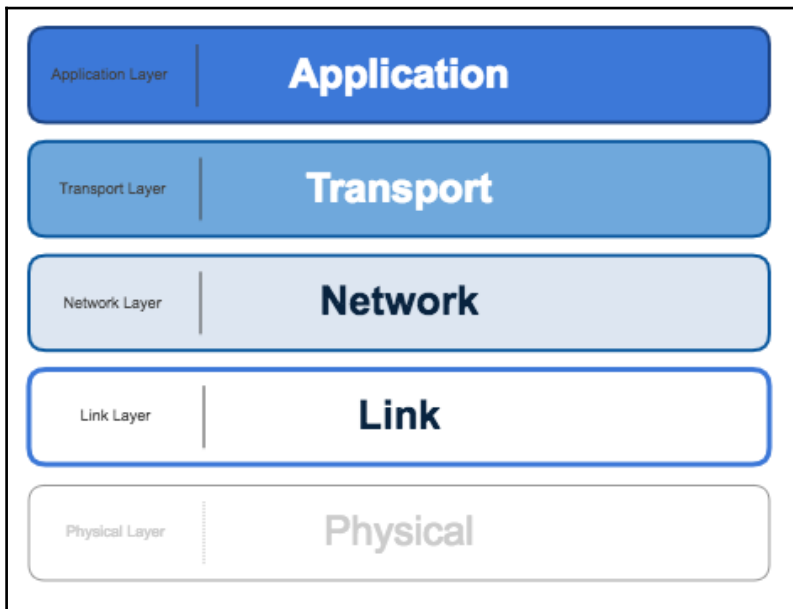 Application Layer
Application
Transport Layer
Transport
Network Layer
Network
Link Layer
Link
Physical Layer
Physical